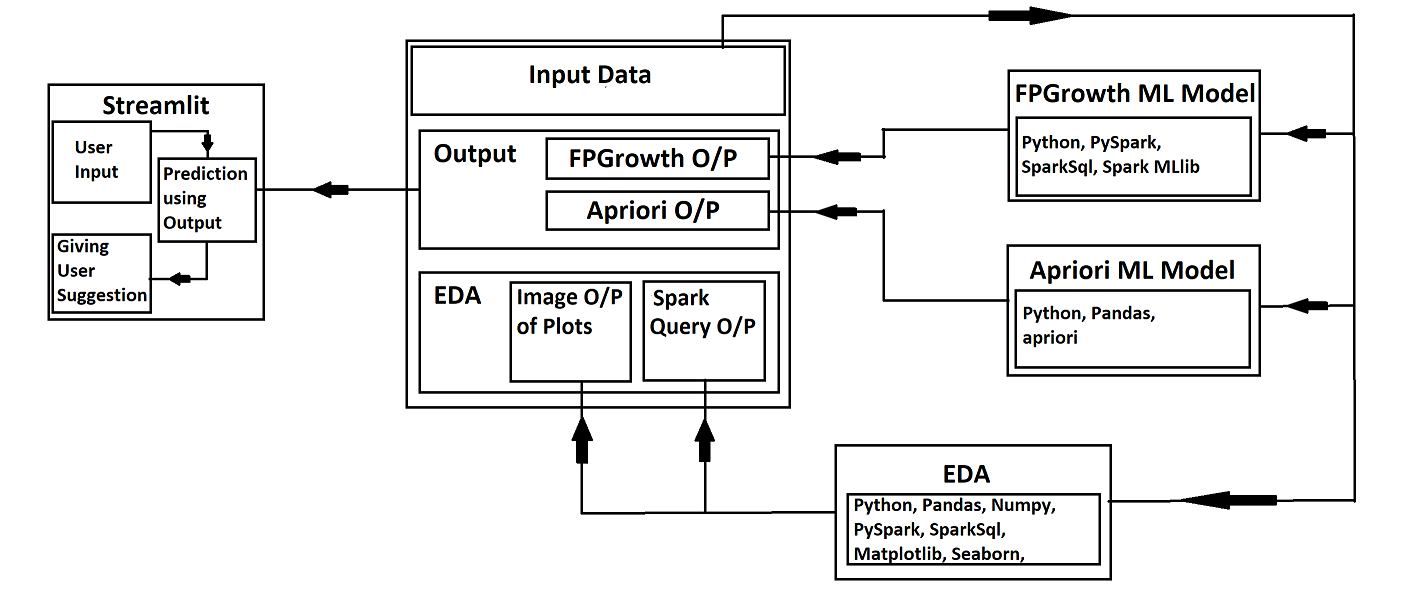 Streamlit
User
Input
Prediction
using
Output
Giving
User
Suggestion
Input Data
Output
FPGrowth O/P
Apriori O/P
EDA
Image O/P
of Plots
Spark
Query O/P
FPGrowth ML Model
Python, PySpark,
SparkSql, Spark MLlib
Apriori ML Model
Python, Pandas,
apriori
EDA
Python, Pandas, Numpy,
PySpark, SparkSql,
Matplotlib, Seaborn,